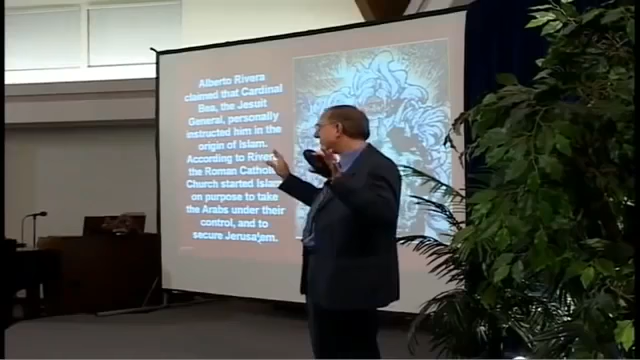 Alberto Rivera
claimed that Cardinal
Bea, the Jesuit
General, personally
instructed him in the
origin of Islam.
According to Rivera
the Roman Catholic
Church started Islam
on purpose to take
the Arabs under their
control, and to
secure Jerusalem.